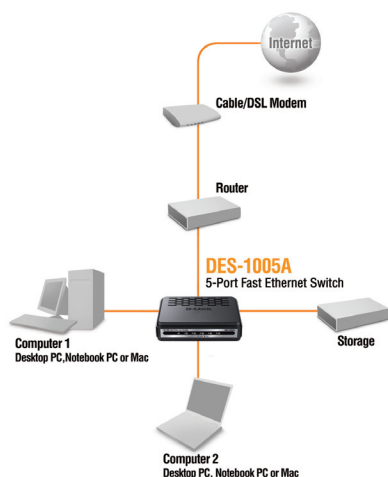 Internet
Cable/DSL Modem
Router
DES-1005A
5-Port Fast Ethernet Switch
D-Link
Computer 1
Desktop PC,Notebook PC or Mac
Storage
Computer 2
Desktop PC, Notebook PC or Mac